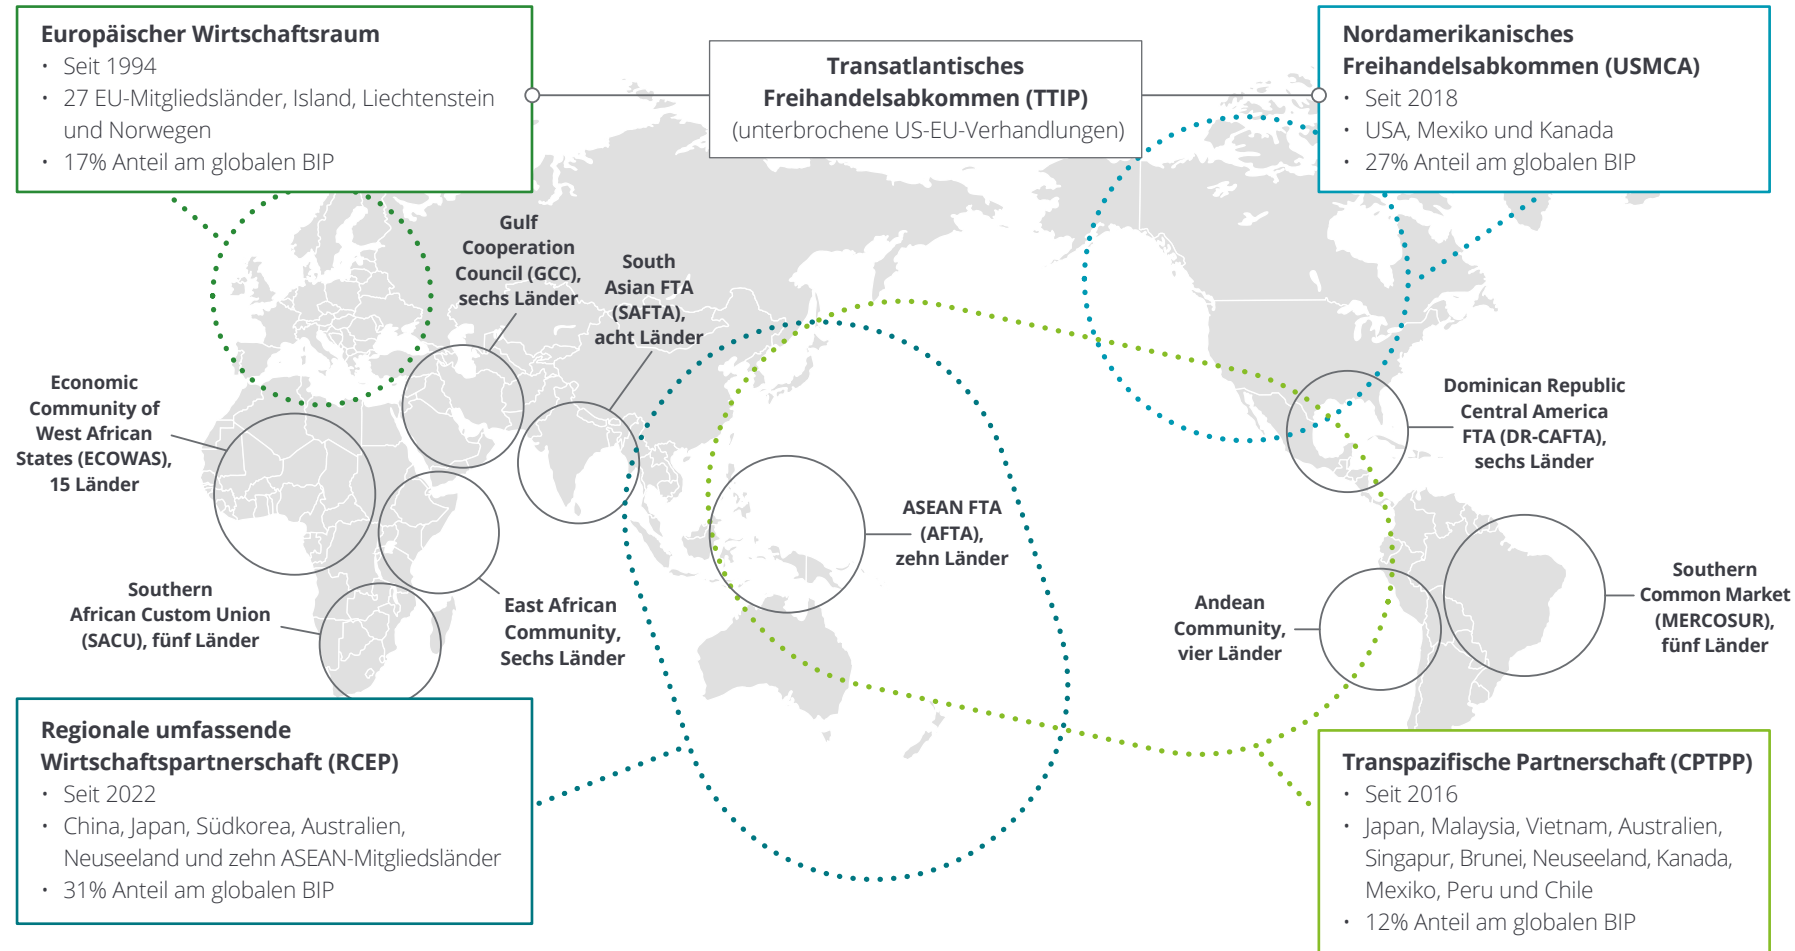 Europäischer Wirtschaftsraum
• Seit 1994
• 27 EU-Mitgliedsländer, Island, Liechtenstein
und Norwegen
• 17% Anteil am globalen BIP
Transatlantisches
Freihandelsabkommen (TTIP)
(unterbrochene US-EU-Verhandlungen)
Nordamerikanisches
Freihandelsabkommen (USMCA)
• Seit 2018
• USA, Mexiko und Kanada
• 27% Anteil am globalen BIP
Gulf
Cooperation
Council (GCC),
sechs Länder
South
Asian FTA
(SAFTA),
acht Länder
Economic
Community of
West African
States (ECOWAS),
15 Länder
Dominican Republic
Central America
FTA (DR-CAFTA),
sechs Länder
ASEAN FTA
(AFTA),
zehn Länder
Southern
African Custom Union
(SACU), fünf Länder
East African
Community,
Sechs Länder
Andean
Community,
vier Länder
Southern
Common Market
(MERCOSUR),
fünf Länder
Regionale umfassende
Wirtschaftspartnerschaft (RCEP)
• Seit 2022
• China, Japan, Südkorea, Australien,
Neuseeland und zehn ASEAN-Mitgliedsländer
• 31% Anteil am globalen BIP
Transpazifische Partnerschaft (CPTPP)
• Seit 2016
• Japan, Malaysia, Vietnam, Australien,
Singapur, Brunei, Neuseeland, Kanada,
Mexiko, Peru und Chile
• 12% Anteil am globalen BIP